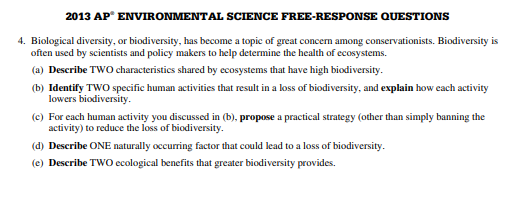 2013 AP® ENVIRONMENTAL SCIENCE FREE-RESPONSE QUESTIONS
4. Biological diversity, or biodiversity, has become a topic of great concern among conservationists. Biodiversity is
often used by scientists and policy makers to help determine the health of ecosystems.
(a) Describe TWO characteristics shared by ecosystems that have high biodiversity.
(b) Identify TWO specific human activities that result in a loss of biodiversity, and explain how each activity
lowers biodiversity.
(c) For each human activity you discussed in (b), propose a practical strategy (other than simply banning the
activity) to reduce the loss of biodiversity.
(d) Describe ONE naturally occurring factor that could lead to a loss of biodiversity.
(e) Describe TWO ecological benefits that greater biodiversity provides.